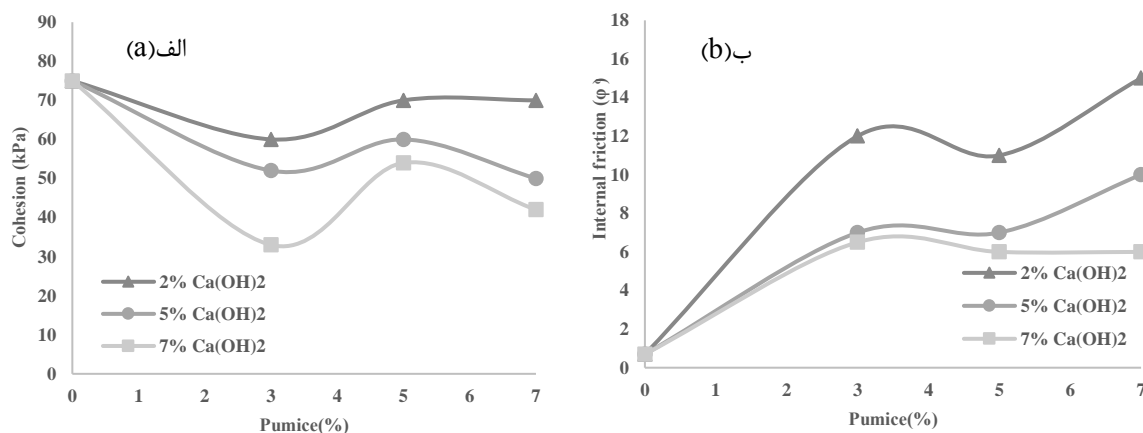 الف(a)
90
80
70
60
50
40
30
20
10
0
Cohesion (kPa)
2% Ca(OH)2
5% Ca(OH)2
7% Ca(OH)2
0 1 2 3 4 5 6 7
Pumice(%)
ب(b)
18
16
14
12
10
8
6
4
2
0
Internal friction (φ°)
2% Ca(OH)2
5% Ca(OH)2
7% Ca(OH)2
0 1 2 3 4 5 6 7
Pumice(%)